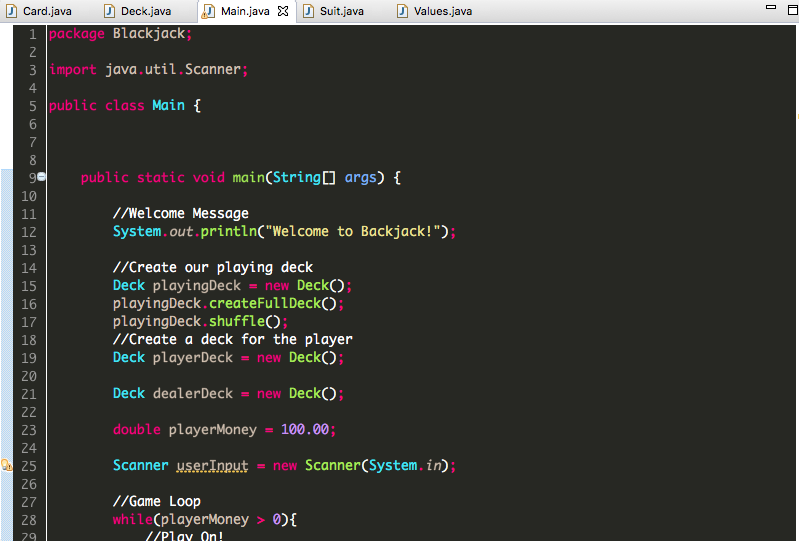 Card.java Deck.java Main.java Suit.java Values.java
1 package Blackjack;
2
3 import java.util.Scanner;
4
5 public class Main {
6
7
8
9 public static void main(String[] args) {
10
11 //Welcome Message
12 System.out.println("Welcome to Backjack!");
13
14 //Create our playing deck
15 Deck playingDeck = new Deck();
16 playingDeck.createFullDeck();
17 playingDeck.shuffle();
18 //Create a deck for the player
19 Deck playerDeck = new Deck();
20
21 Deck dealerDeck = new Deck();
22
23 double playerMoney = 100.00;
24
25 Scanner userInput = new Scanner(System.in);
26
27 //Game Loop
28 while(playerMoney > 0){
29 //Play On!